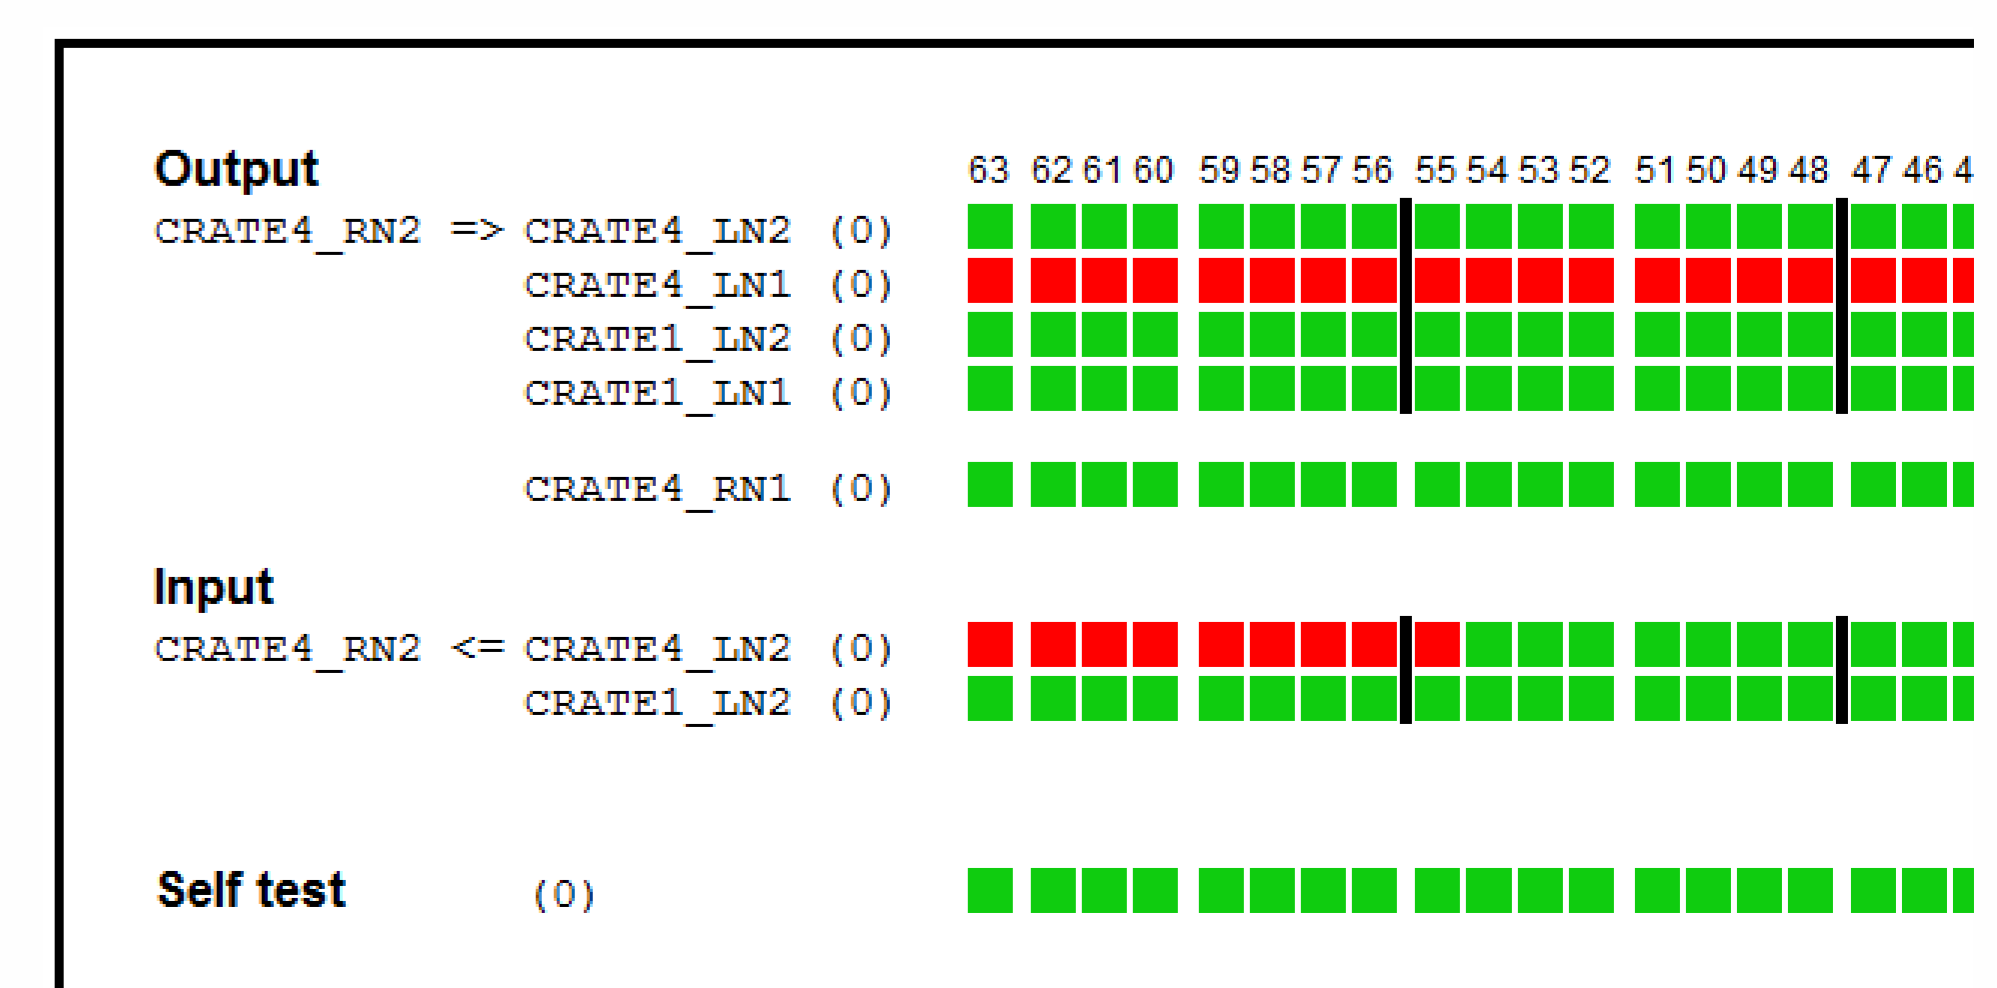 Output 63 62 61 60 59 58 57 56 55 54 53 52 51 50 49 48 47 46 4
CRATE4_RN2 => CRATE4_LN2 (0)
CRATE4_LN1 (0)
CRATE1_LN2 (0)
CRATE1_LN1 (0)
CRATE4_RN1 (0)
Input
CRATE4_RN2 <= CRATE4_LN2 (0)
CRATE1_LN2 (0)
Self test (0)